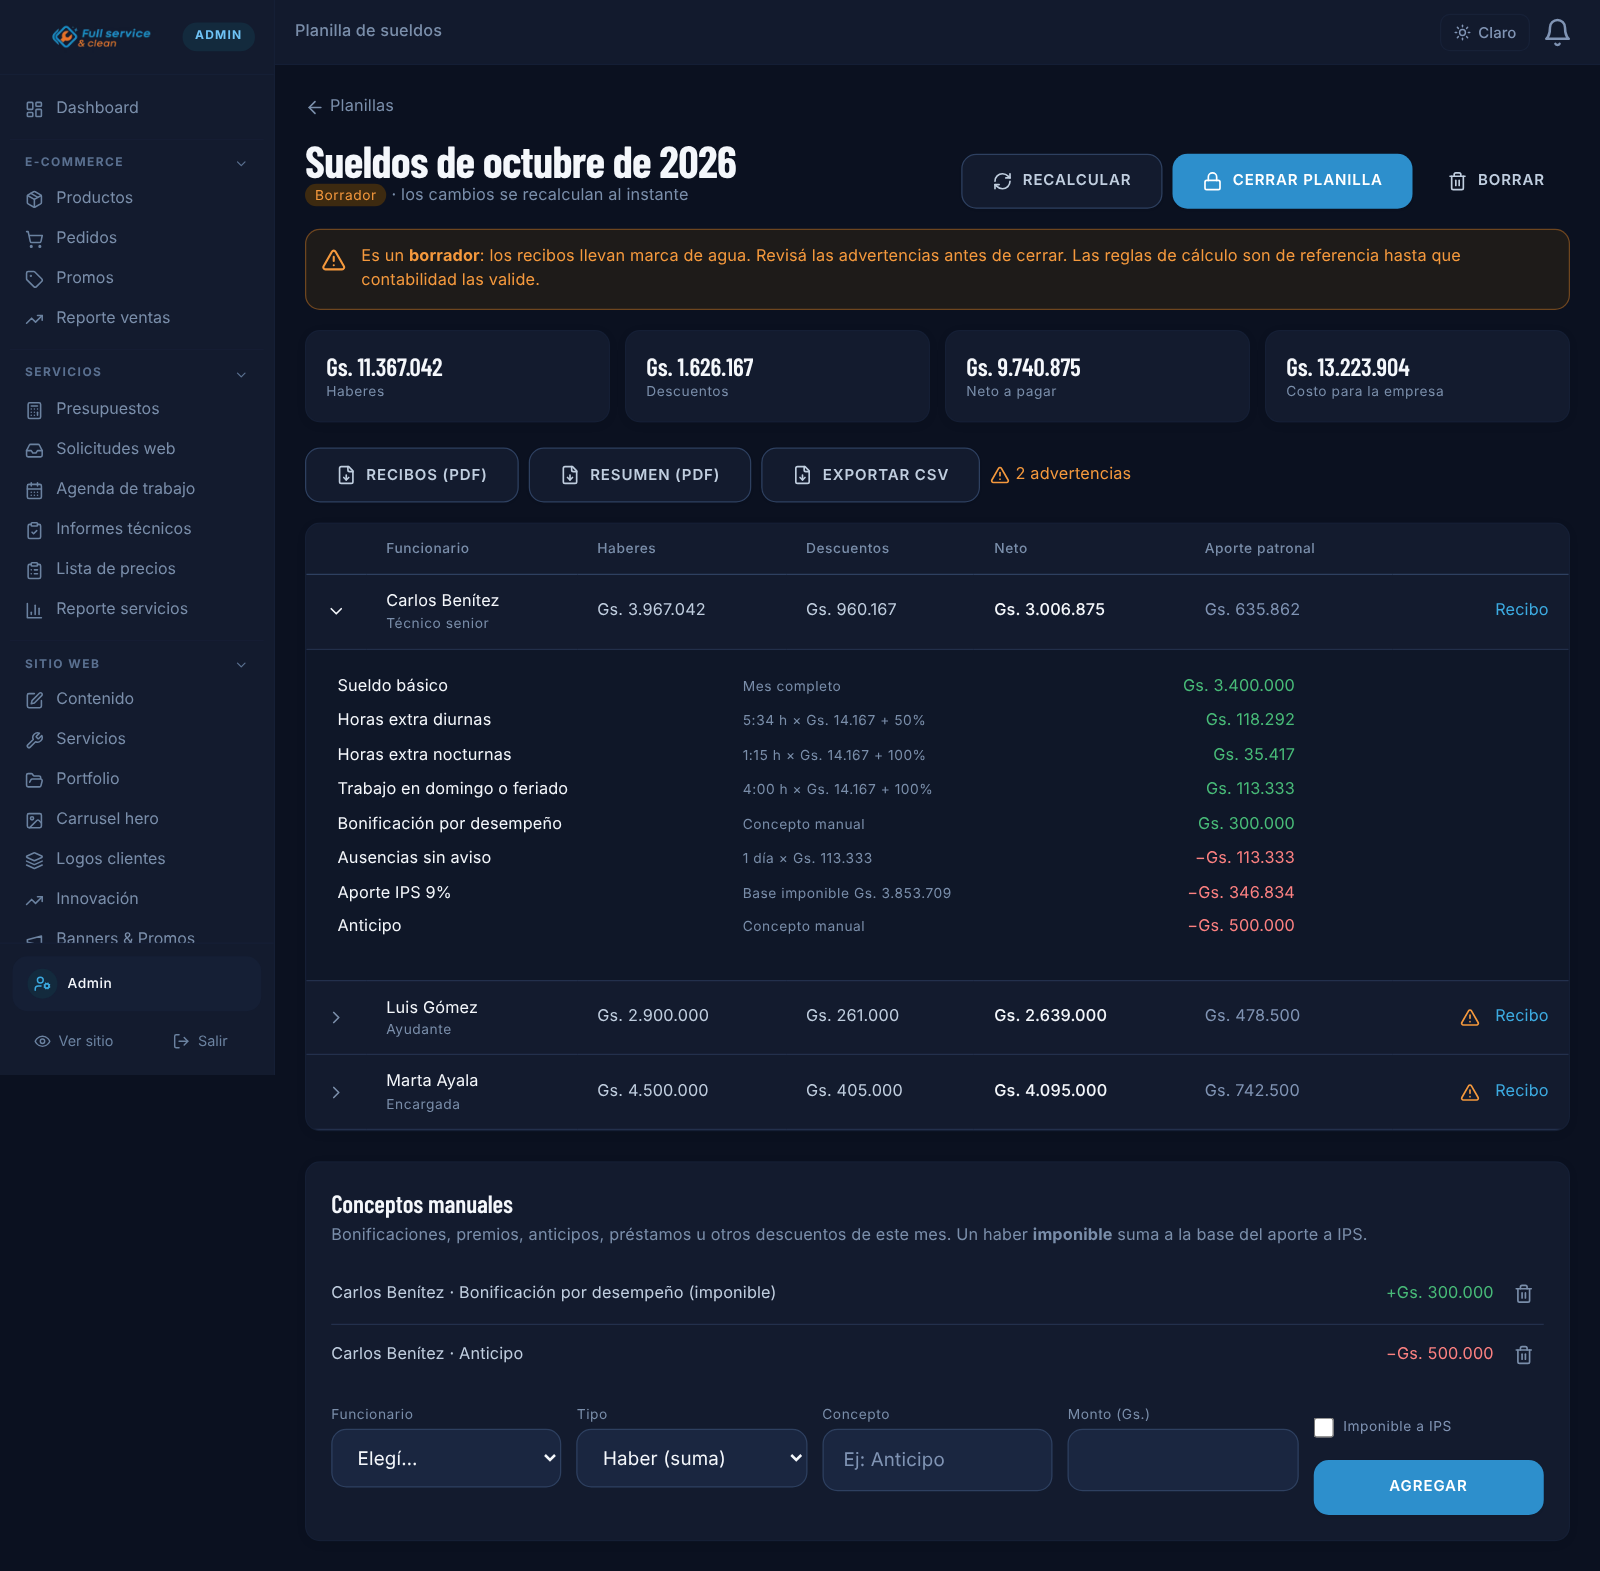 Full service
& clean
ADMIN
Planilla de sueldos
Claro
Dashboard
E-COMMERCE
Productos
Pedidos
Promos
Reporte ventas
SERVICIOS
Presupuestos
Solicitudes web
Agenda de trabajo
Informes técnicos
Lista de precios
Reporte servicios
SITIO WEB
Contenido
Servicios
Portfolio
Carrusel hero
Logos clientes
Innovación
Banners & Promos
Admin
Ver sitio Salir
Planillas
Sueldos de octubre de 2026
Borrador · los cambios se recalculan al instante
RECALCULAR CERRAR PLANILLA BORRAR
Es un borrador: los recibos llevan marca de agua. Revisá las advertencias antes de cerrar. Las reglas de cálculo son de referencia hasta que
contabilidad las valide.
Gs. 11.367.042
Haberes
Gs. 1.626.167
Descuentos
Gs. 9.740.875
Neto a pagar
Gs. 13.223.904
Costo para la empresa
RECIBOS (PDF) RESUMEN (PDF) EXPORTAR CSV 2 advertencias
Funcionario Haberes Descuentos Neto Aporte patronal
Carlos Benítez Gs. 3.967.042 Gs. 960.167 Gs. 3.006.875 Gs. 635.862 Recibo
Técnico senior
Sueldo básico Mes completo Gs. 3.400.000
Horas extra diurnas 5:34 h × Gs. 14.167 + 50% Gs. 118.292
Horas extra nocturnas 1:15 h × Gs. 14.167 + 100% Gs. 35.417
Trabajo en domingo o feriado 4:00 h × Gs. 14.167 + 100% Gs. 113.333
Bonificación por desempeño Concepto manual Gs. 300.000
Ausencias sin aviso 1 día × Gs. 113.333 −Gs. 113.333
Aporte IPS 9% Base imponible Gs. 3.853.709 −Gs. 346.834
Anticipo Concepto manual −Gs. 500.000
Luis Gómez Gs. 2.900.000 Gs. 261.000 Gs. 2.639.000 Gs. 478.500 Recibo
Ayudante
Marta Ayala Gs. 4.500.000 Gs. 405.000 Gs. 4.095.000 Gs. 742.500 Recibo
Encargada
Conceptos manuales
Bonificaciones, premios, anticipos, préstamos u otros descuentos de este mes. Un haber imponible suma a la base del aporte a IPS.
Carlos Benítez · Bonificación por desempeño (imponible) +Gs. 300.000
Carlos Benítez · Anticipo −Gs. 500.000
Funcionario Tipo Concepto Monto (Gs.)
Imponible a IPS
Elegí... Haber (suma) Ej: Anticipo
AGREGAR